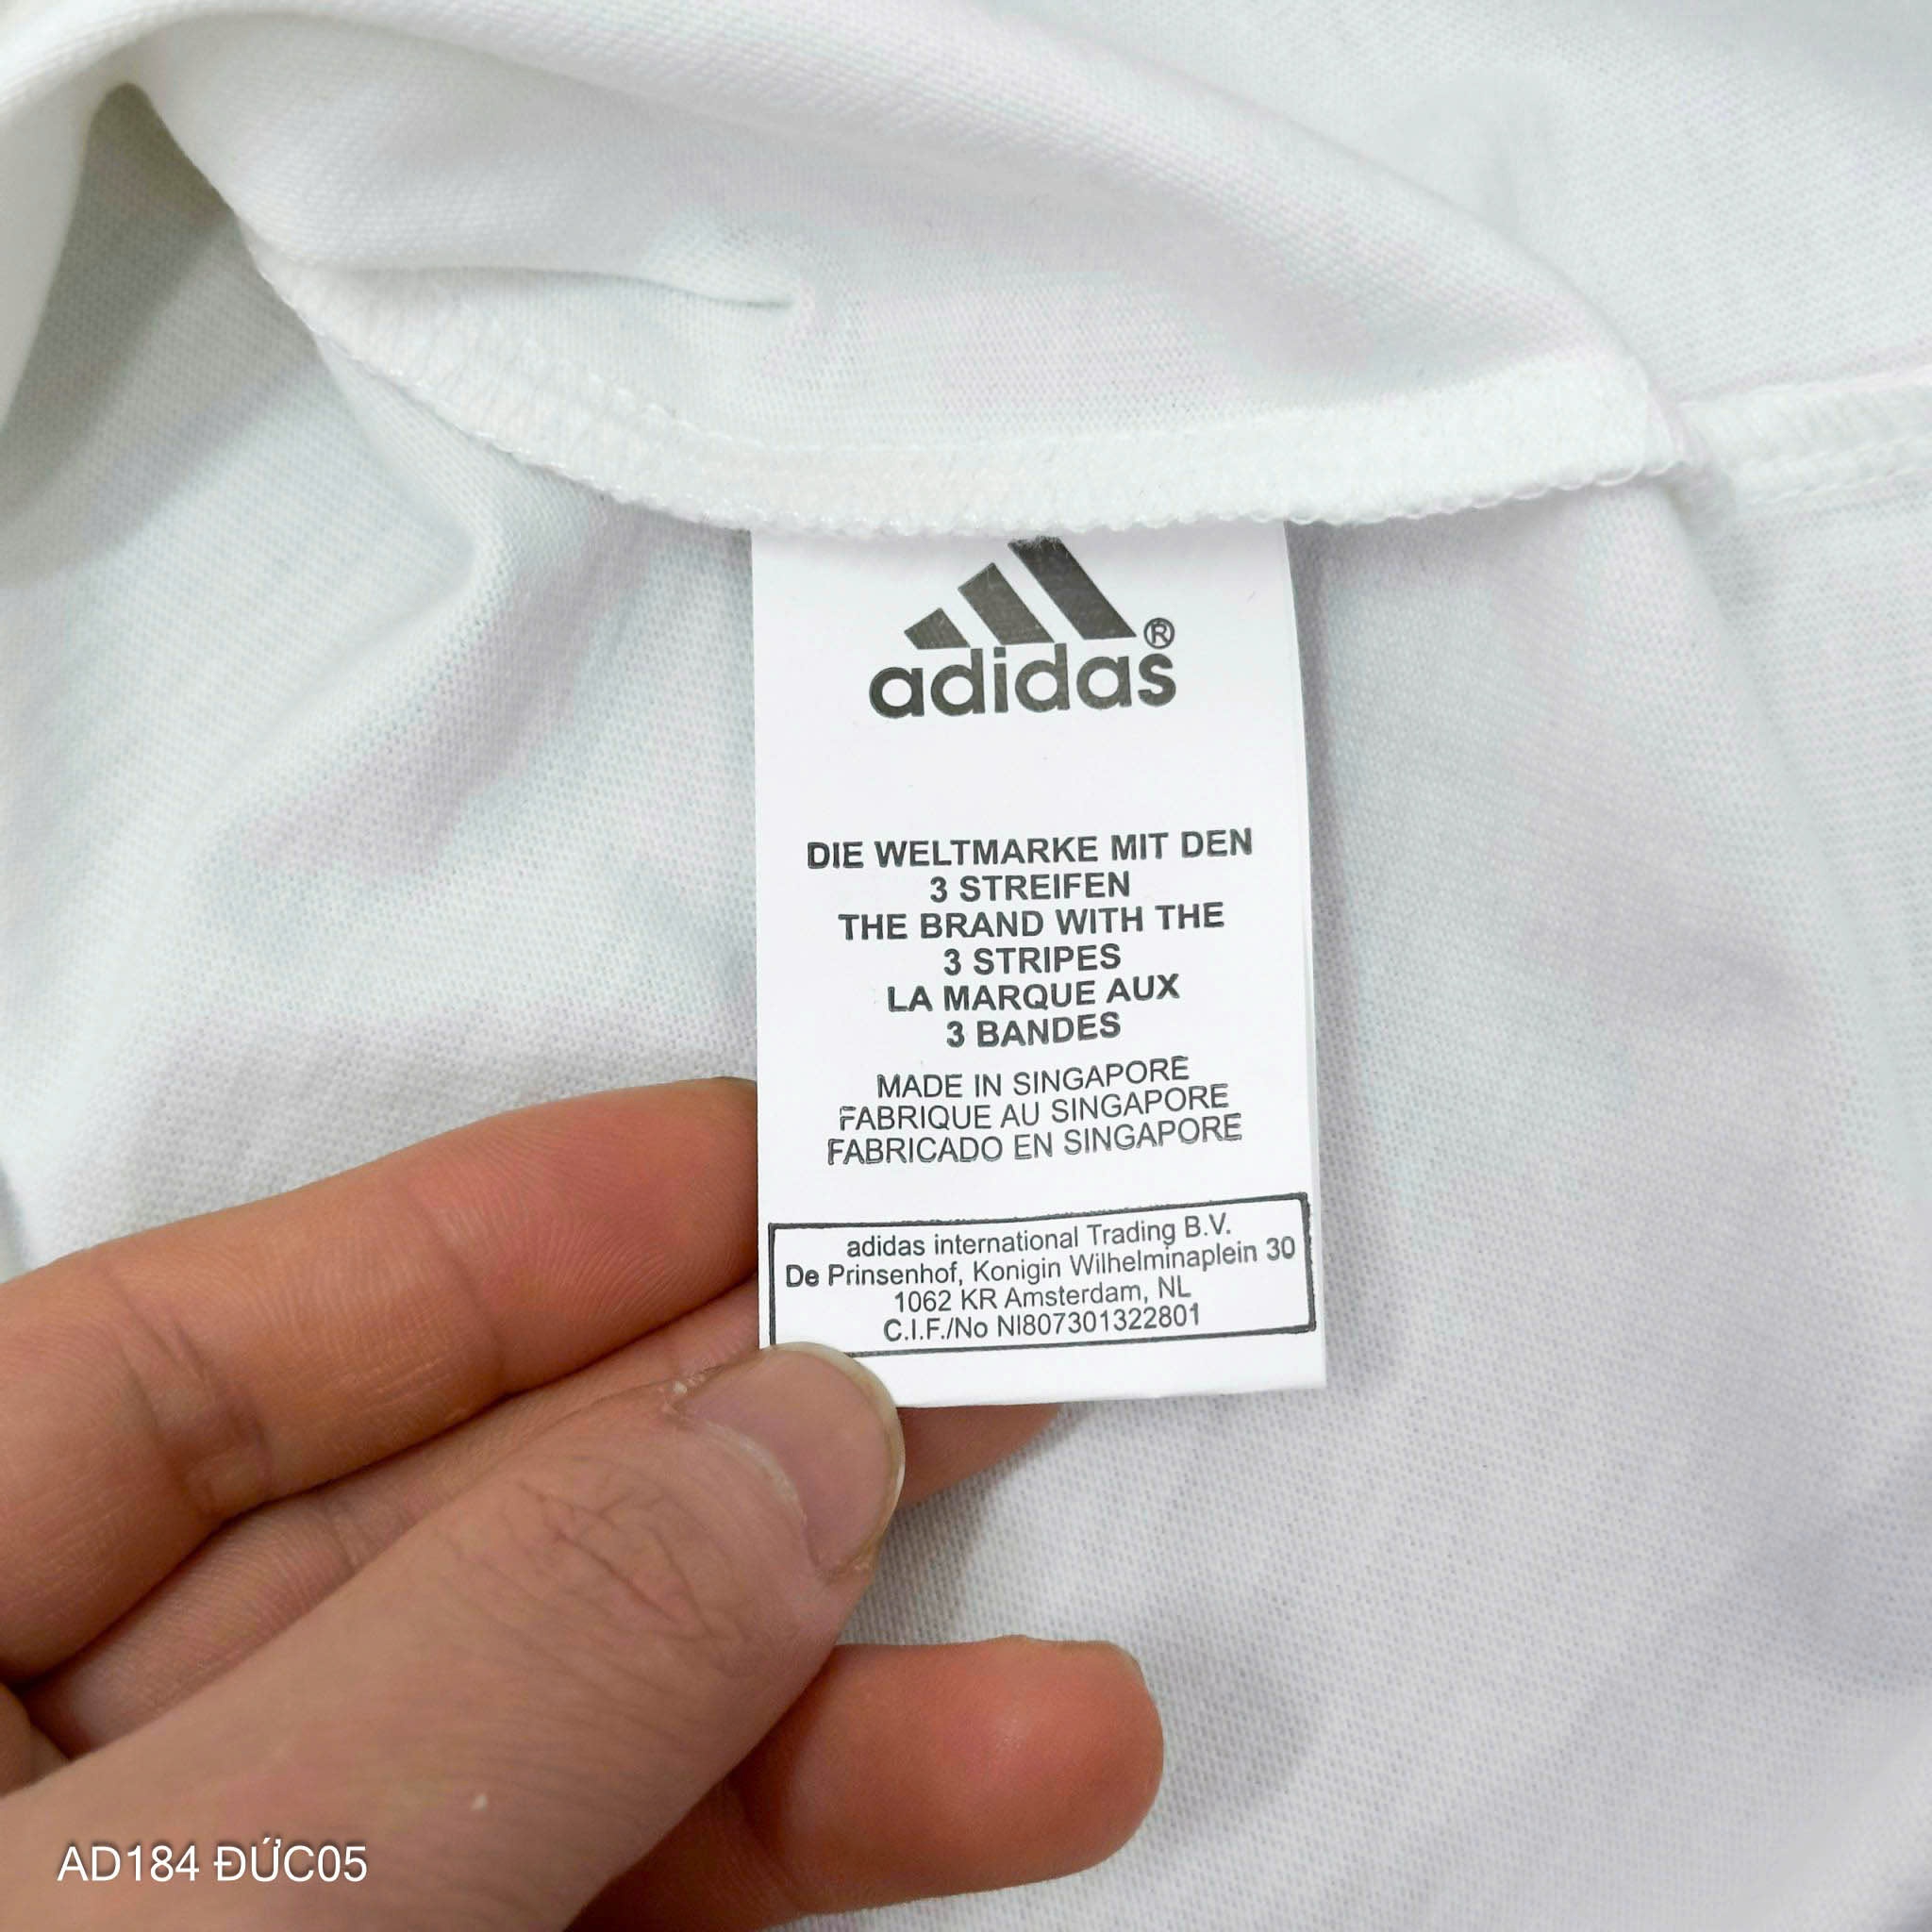 adidas®
DIE WELTMARKE MIT DEN
3 STREIFEN
THE BRAND WITH THE
3 STRIPES
LA MARQUE AUX
3 BANDES
MADE IN SINGAPORE
FABRIQUE AU SINGAPORE
FABRICADO EN SINGAPORE
adidas international Trading B.V.
De Prinsenhof, Konigin Wilhelminaplein 30
1062 KR Amsterdam, NL
C.I.F./No NI807301322801
AD184 ĐỨC05